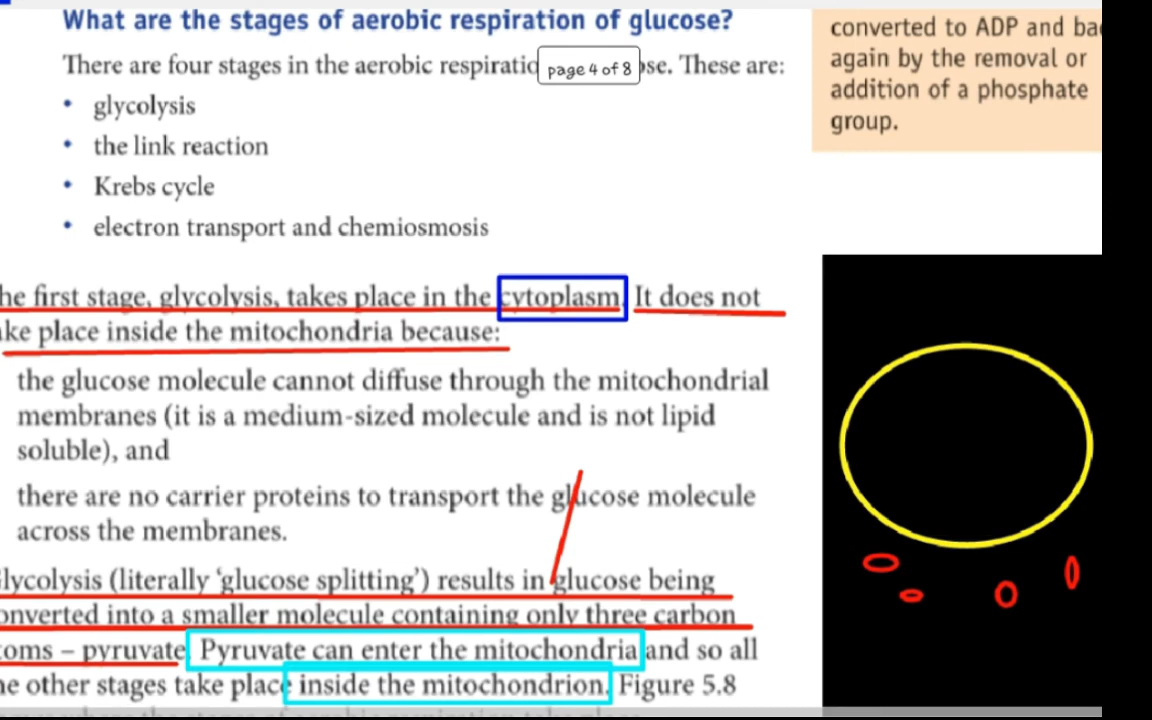 What are the stages of aerobic respiration of glucose?
There are four stages in the aerobic respiratio page 4 of 8 ose. These are:
• glycolysis
• the link reaction
• Krebs cycle
• electron transport and chemiosmosis
he first stage, glycolysis, takes place in the cytoplasm. It does not
ake place inside the mitochondria because:
the glucose molecule cannot diffuse through the mitochondrial
membranes (it is a medium-sized molecule and is not lipid
soluble), and
there are no carrier proteins to transport the glucose molecule
across the membranes.
lycolysis (literally ‘glucose splitting’) results in glucose being
onverted into a smaller molecule containing only three carbon
toms – pyruvate. Pyruvate can enter the mitochondria and so all
he other stages take place inside the mitochondrion. Figure 5.8
converted to ADP and ba
again by the removal or
addition of a phosphate
group.